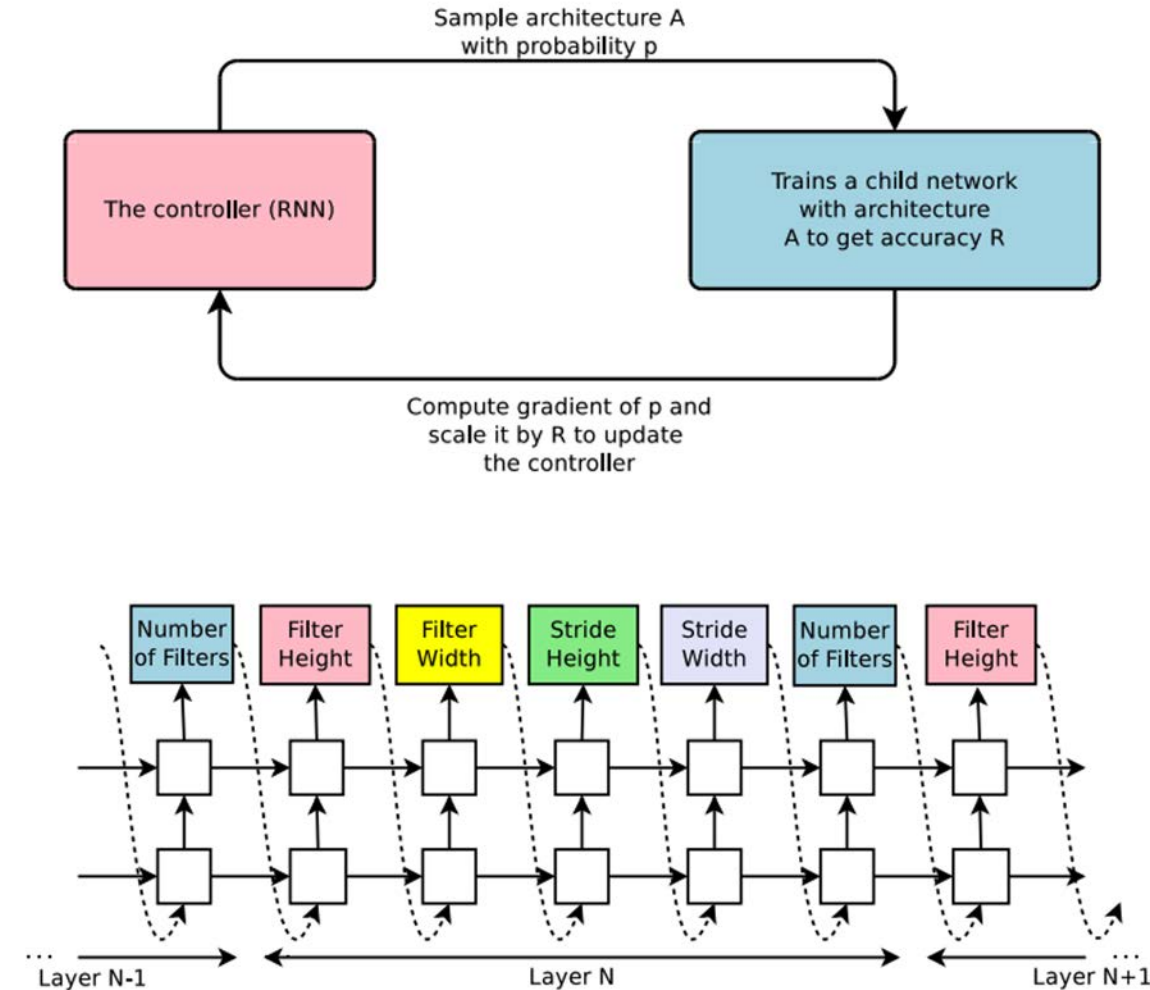 Sample architecture A
with probability p
The controller (RNN)
Trains a child network
with architecture
A to get accuracy R
Compute gradient of p and
scale it by R to update
the controller
Number
of Filters
Filter
Height
Filter
Width
Stride
Height
Stride
Width
Number
of Filters
Filter
Height
...
Layer N-1
Layer N
...
Layer N+1